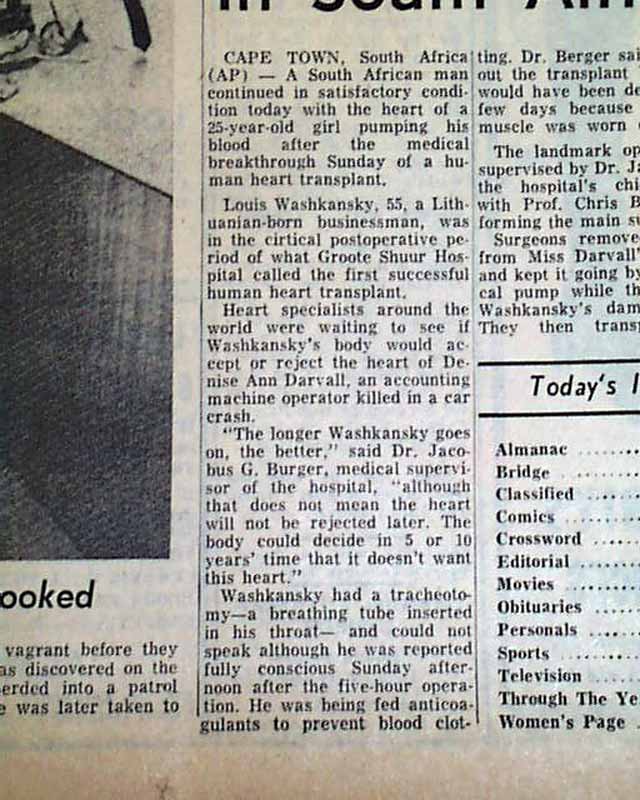 CAPE TOWN, South Africa
(AP) — A South African man
continued in satisfactory condi-
tion today with the heart of a
25-year-old girl pumping his
blood after the medical
breakthrough Sunday of a hu-
man heart transplant.
Louis Washkansky, 55, a Lith-
uanian-born businessman, was
in the cirtical postoperative pe-
riod of what Groote Shuur Hos-
pital called the first successful
human heart transplant.
Heart specialists around the
world were waiting to see if
Washkansky's body would ac-
cept or reject the heart of De-
nise Ann Darvall, an accounting
machine operator killed in a car
crash.
"The longer Washkansky goes
on, the better," said Dr. Jaco-
bus G. Burger, medical supervi-
sor of the hospital, "although
that does not mean the heart
will not be rejected later. The
body could decide in 5 or 10
years' time that it doesn't want
this heart."
Washkansky had a tracheoto-
my—a breathing tube inserted
in his throat— and could not
speak although he was reported
fully conscious Sunday after-
noon after the five-hour opera-
tion. He was being fed anticoa-
gulants to prevent blood clot-
ting. Dr. Berger sai
out the transplant
would have been de
few days because
muscle was worn
The landmark op
supervised by Dr. Ja
the hospital's chi
with Prof. Chris B
forming the main su
Surgeons remove
from Miss Darvall'
and kept it going by
cal pump while th
Washkansky's dam
They then transp
Today's
Almanac ........
Bridge ........
Classified ........
Comics ........
Crossword ........
Editorial ........
Movies ........
Obituaries ........
Personals ........
Sports ........
Television ........
Through The Ye
Women's Page .
ooked
vagrant before they
as discovered on the
erded into a patrol
e was later taken to